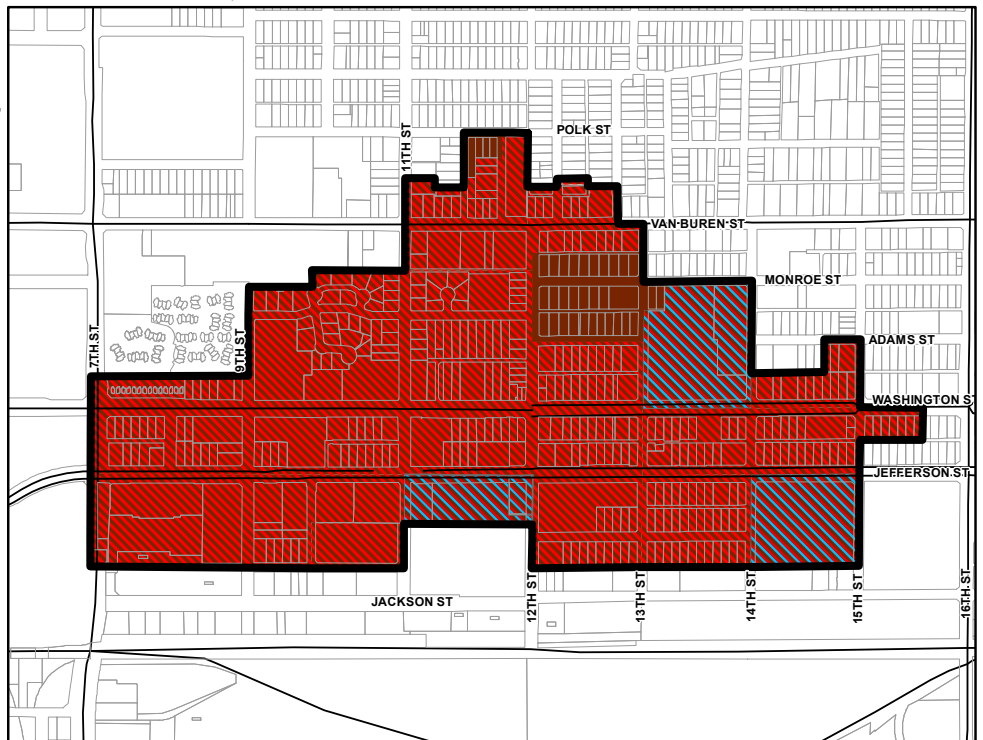 POLK ST
11TH ST
VAN BUREN ST
MONROE ST
7TH ST
9TH ST
ADAMS ST
WASHINGTON ST
JEFFERSON ST
JACKSON ST
12TH ST
13TH ST
14TH ST
15TH ST
16TH ST